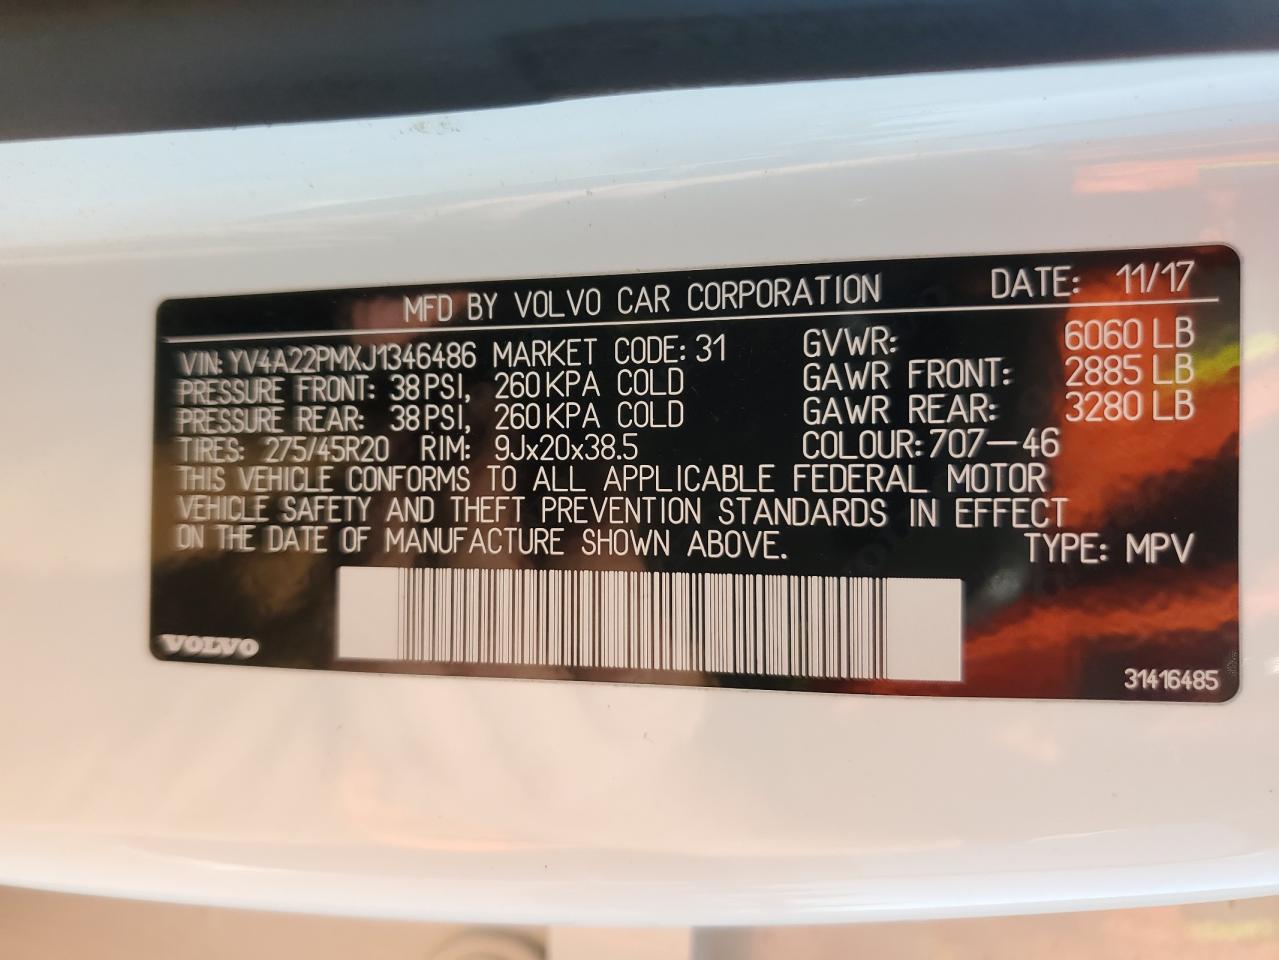 MFD BY VOLVO CAR CORPORATION DATE: 11/17
VIN: YV4A22PMXJ1346486 MARKET CODE: 31 GVWR: 6060 LB
PRESSURE FRONT: 38 PSI, 260 KPA COLD GAWR FRONT: 2885 LB
PRESSURE REAR: 38 PSI, 260 KPA COLD GAWR REAR: 3280 LB
TIRES: 275/45R20 RIM: 9Jx20x38.5 COLOUR: 707-46
THIS VEHICLE CONFORMS TO ALL APPLICABLE FEDERAL MOTOR
VEHICLE SAFETY AND THEFT PREVENTION STANDARDS IN EFFECT
ON THE DATE OF MANUFACTURE SHOWN ABOVE. TYPE: MPV
VOLVO
31416485